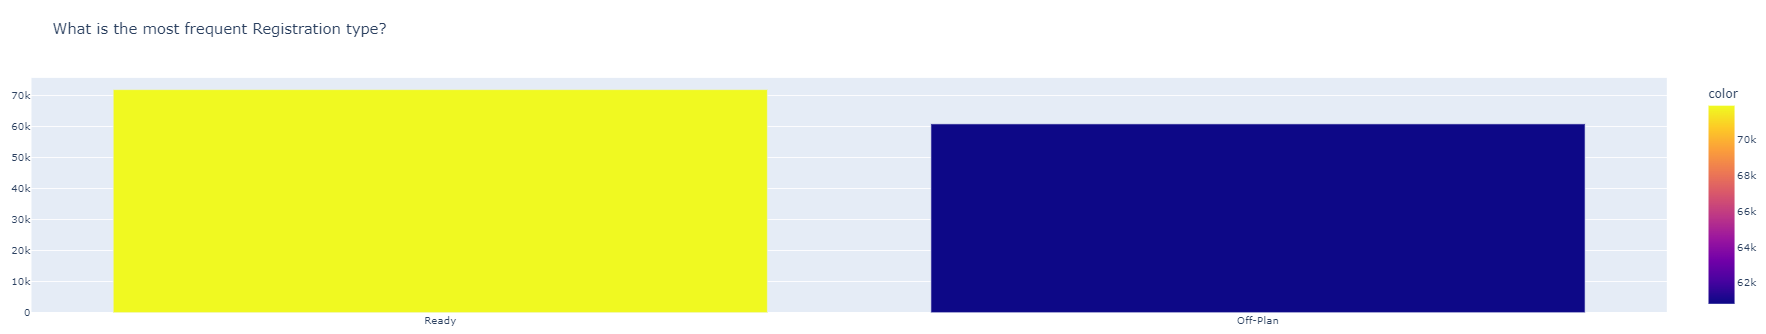 What is the most frequent Registration type?
70k
60k
50k
40k
30k
20k
10k
0
Ready
Off-Plan
color
70k
68k
66k
64k
62k